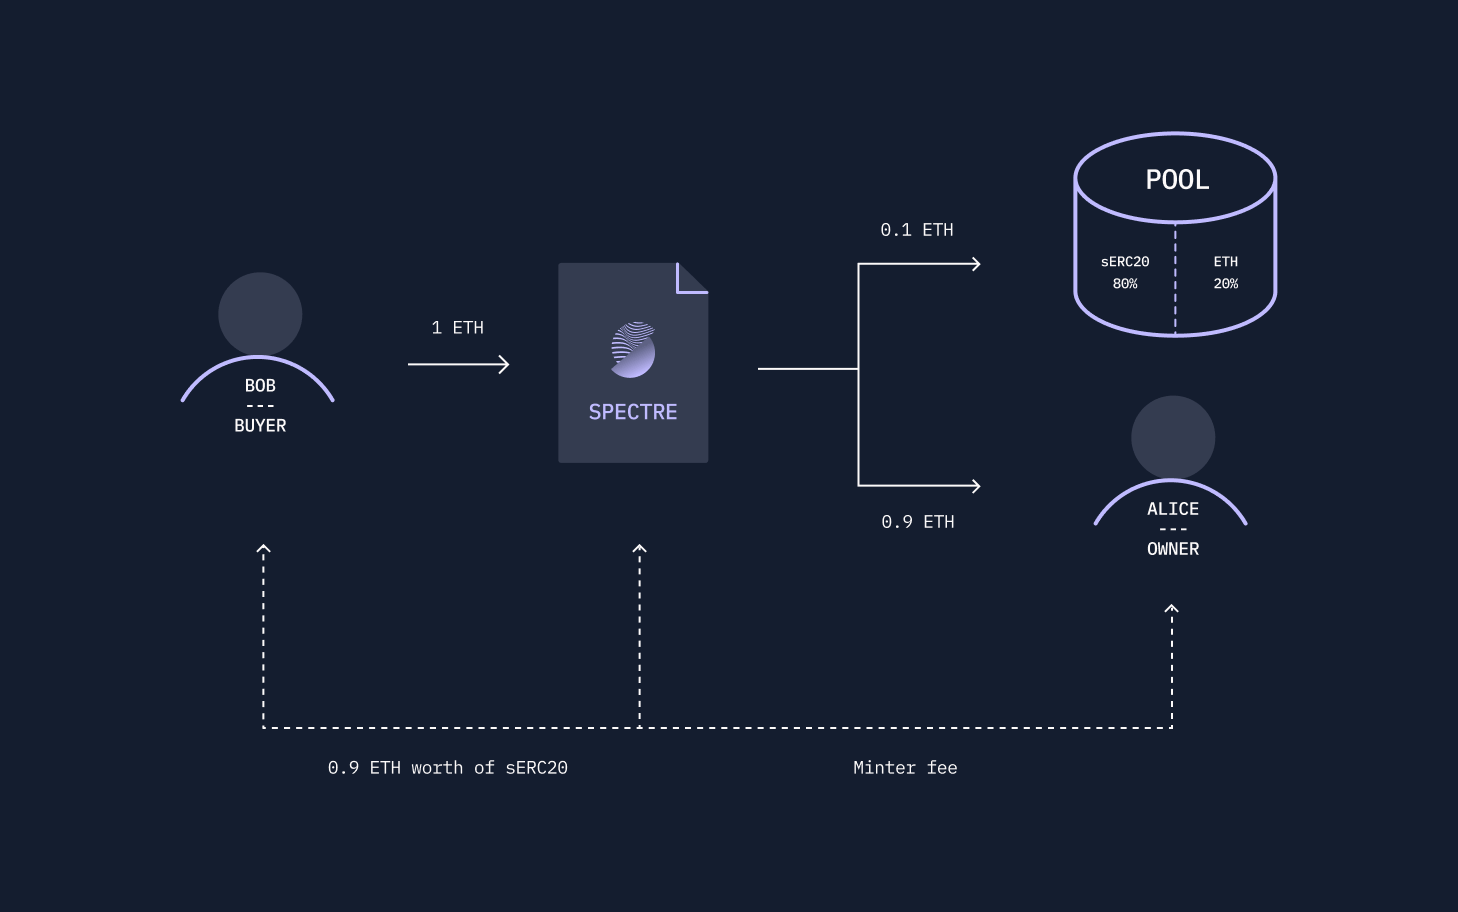 POOL
0.1 ETH
sERC20
80%
ETH
20%
1 ETH
BOB
---
BUYER
SPECTRE
0.9 ETH
ALICE
---
OWNER
0.9 ETH worth of sERC20
Minter fee